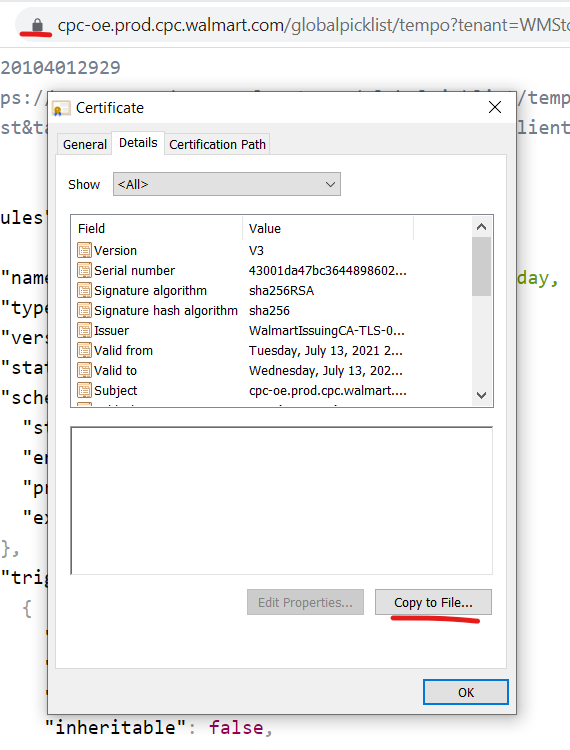 cpc-oe.prod.cpc.walmart.com/globalpicklist/tempo?tenant=WMSto
20104012929
Certificate
General Details Certification Path
Show <All>
Field Value
Version V3
Serial number 43001da47bc3644898602...
Signature algorithm sha256RSA
Signature hash algorithm sha256
Issuer WalmartIssuingCA-TLS-0...
Valid from Tuesday, July 13, 2021 2...
Valid to Wednesday, July 13, 202...
Subject cpc-oe.prod.cpc.walmart....
Edit Properties... Copy to File...
OK
ps://
/temp
st&ta
client
ules"
"name
day,
"type
"vers
"stat
"sche
"st
"en
"pr
"ex
},
"trig
{
"inheritable": false,